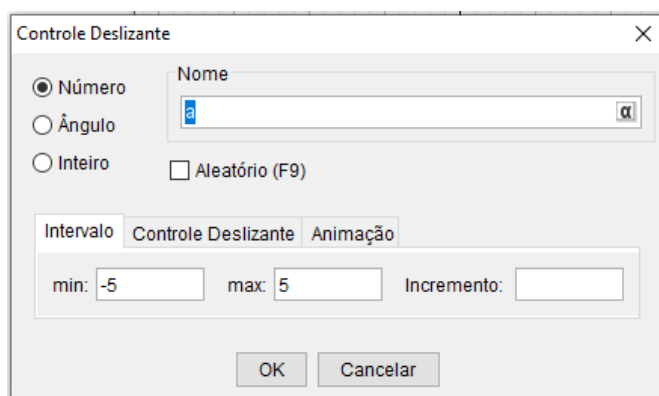 Controle Deslizante
Número
Ângulo
Inteiro
Nome
a α
Aleatório (F9)
Intervalo Controle Deslizante Animação
min: -5 max: 5 Incremento:
OK Cancelar